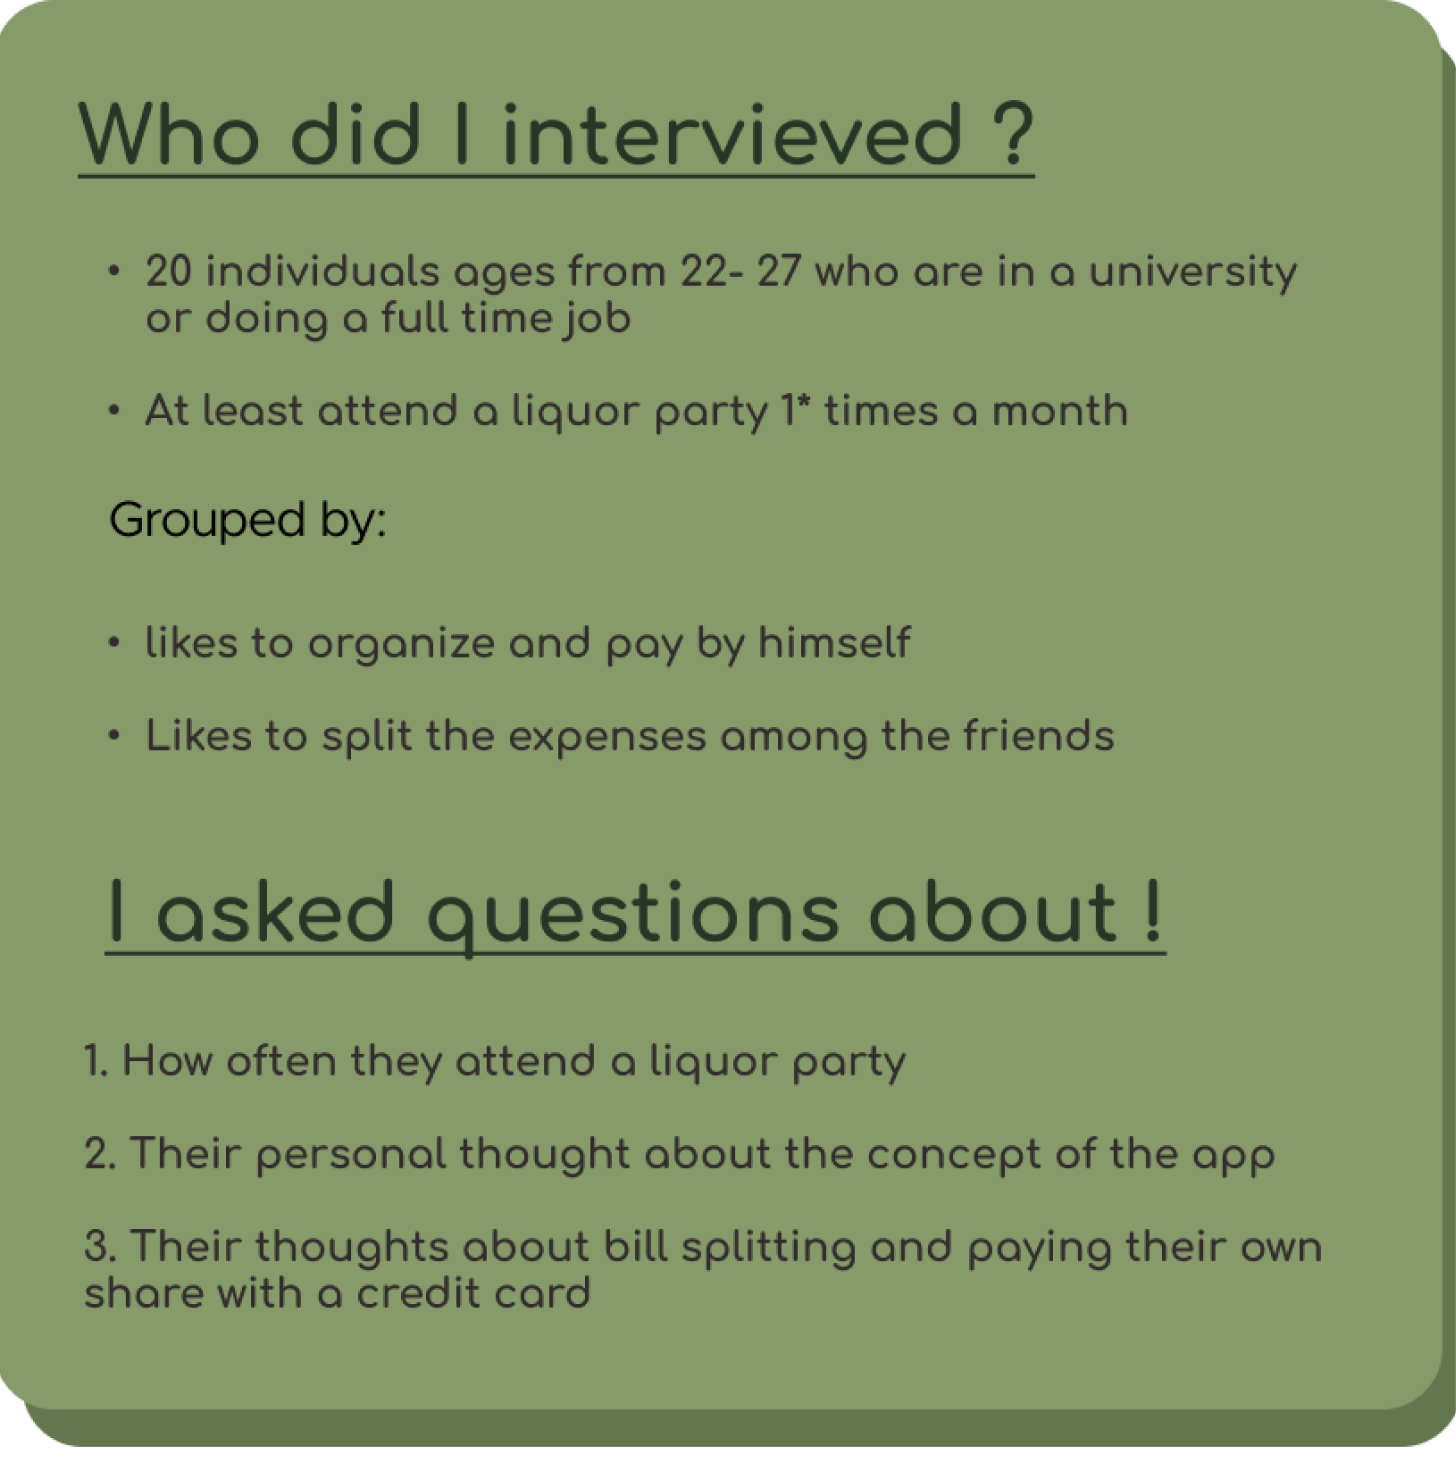 Who did I intervieved ?
• 20 individuals ages from 22- 27 who are in a university
or doing a full time job
• At least attend a liquor party 1* times a month
Grouped by:
• likes to organize and pay by himself
• Likes to split the expenses among the friends
I asked questions about !
1. How often they attend a liquor party
2. Their personal thought about the concept of the app
3. Their thoughts about bill splitting and paying their own
share with a credit card